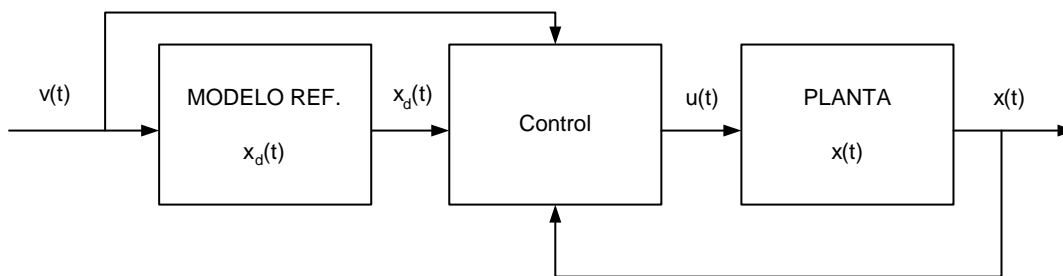 v(t)
MODELO REF.
x_d(t)
x_d(t)
Control
u(t)
PLANTA
x(t)
x(t)